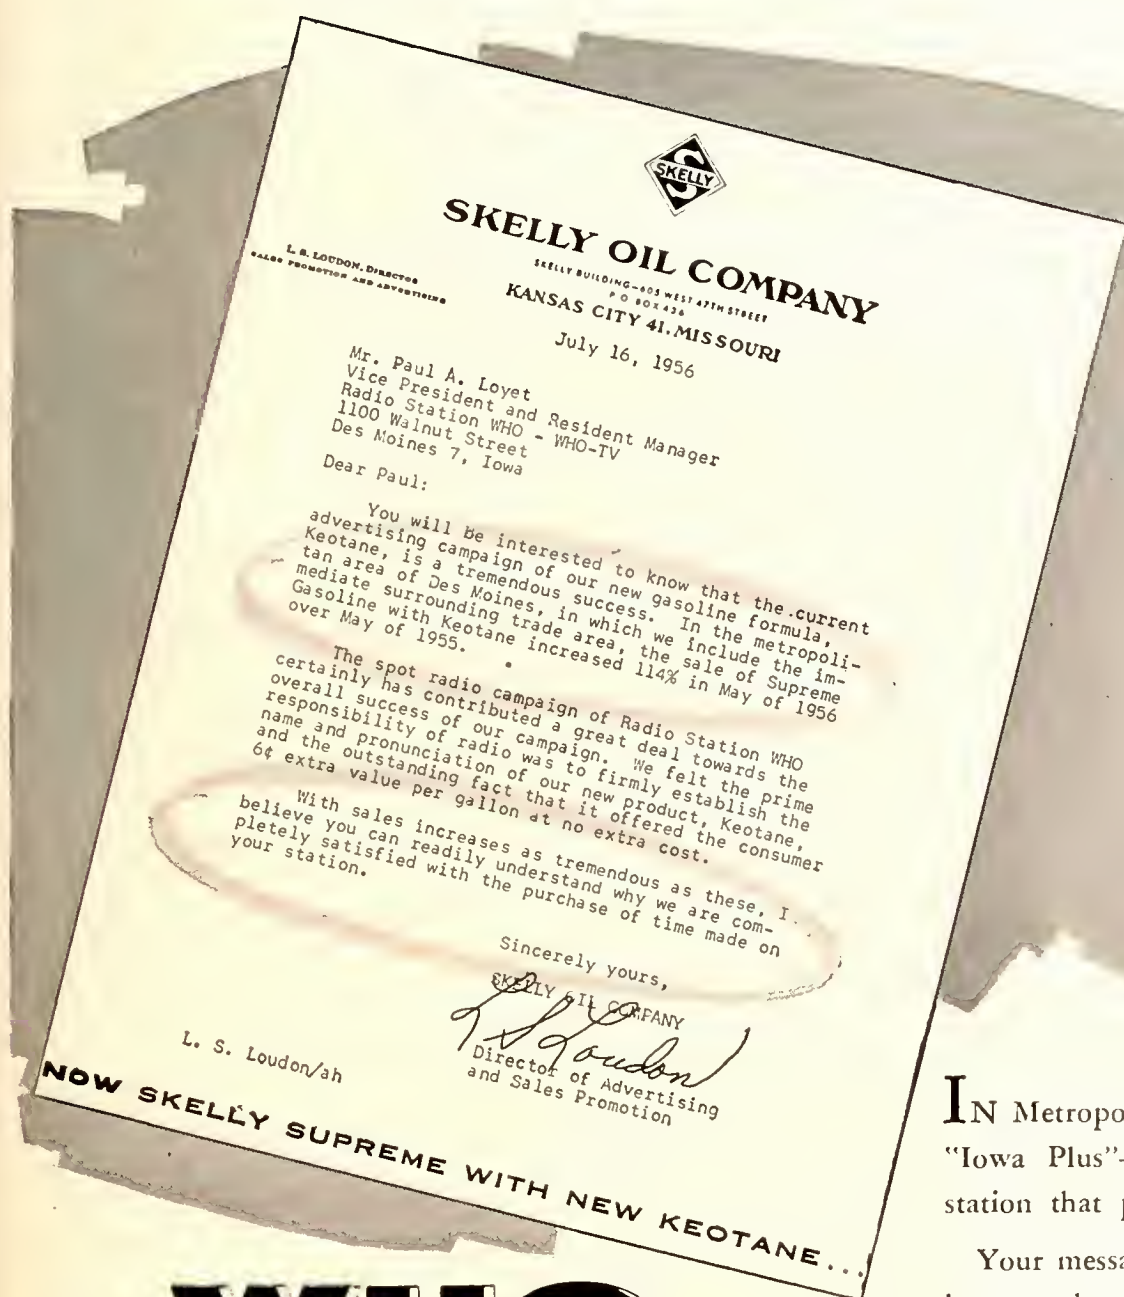 SKELLY
SKELLY OIL COMPANY
SKELLY BUILDING—605 WEST 47TH STREET
P O BOX 436
KANSAS CITY 41, MISSOURI
L. S. LOUDON, DIRECTOR
SALES PROMOTION AND ADVERTISING
July 16, 1956
Mr. Paul A. Loyet
Vice President and Resident Manager
Radio Station WHO - WHO-TV
1100 Walnut Street
Des Moines 7, Iowa
Dear Paul:
You will be interested to know that the current
advertising campaign of our new gasoline formula,
Keotane, is a tremendous success. In the metropoli-
tan area of Des Moines, in which we include the im-
mediate surrounding trade area, the sale of Supreme
Gasoline with Keotane increased 114% in May of 1956
over May of 1955.
The spot radio campaign of Radio Station WHO
certainly has contributed a great deal towards the
overall success of our campaign. We felt the prime
responsibility of radio was to firmly establish the
name and pronunciation of our new product, Keotane,
and the outstanding fact that it offered the consumer
6¢ extra value per gallon at no extra cost.
With sales increases as tremendous as these, I
believe you can readily understand why we are com-
pletely satisfied with the purchase of time made on
your station.
Sincerely yours,
SKELLY OIL COMPANY
L S Loudon
Director of Advertising
and Sales Promotion
L. S. Loudon/ah
NOW SKELLY SUPREME WITH NEW KEOTANE...
IN Metropo
"Iowa Plus"-
station that
Your messa